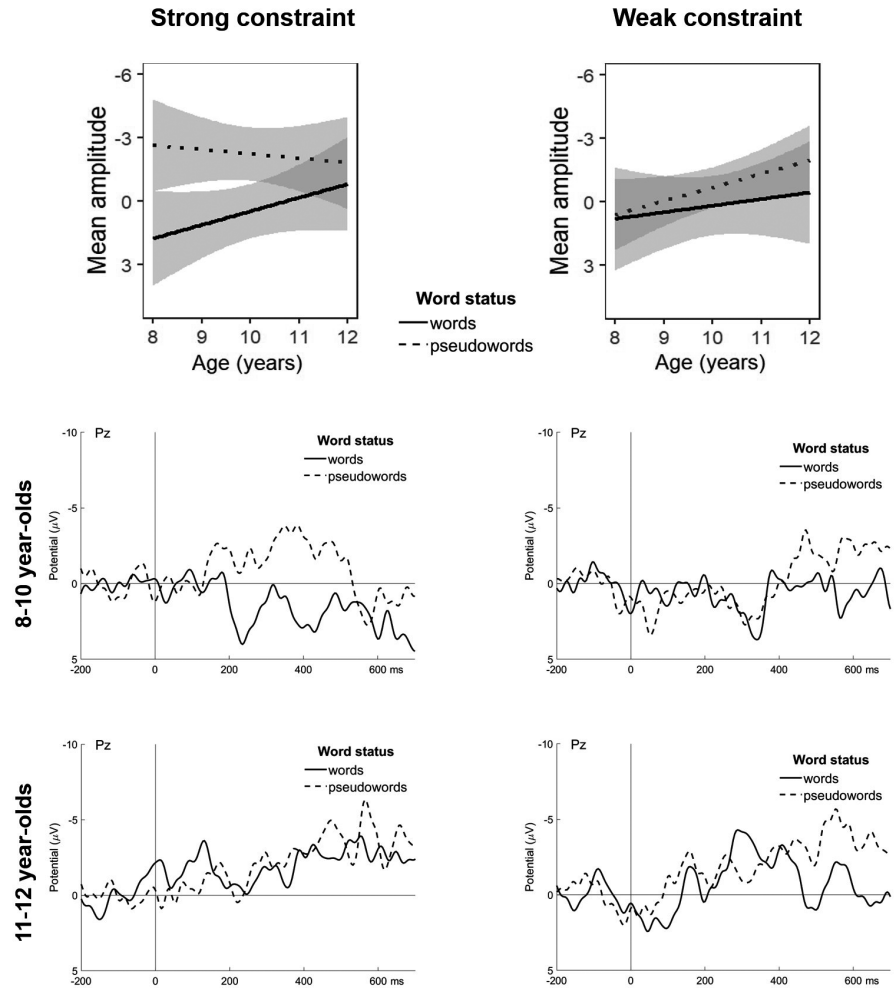 Strong constraint
Weak constraint
Mean amplitude
-6
-3
0
3
8 9 10 11 12
Age (years)
Word status
words
pseudowords
Mean amplitude
-6
-3
0
3
8 9 10 11 12
Age (years)
8-10 year-olds
Potential (μV)
-10
Pz
-5
0
5
-200 0 200 400 600 ms
Word status
words
pseudowords
Potential (μV)
-10
Pz
-5
0
5
-200 0 200 400 600 ms
Word status
words
pseudowords
11-12 year-olds
Potential (μV)
-10
Pz
-5
0
5
-200 0 200 400 600 ms
Word status
words
pseudowords
Potential (μV)
-10
Pz
-5
0
5
-200 0 200 400 600 ms
Word status
words
pseudowords